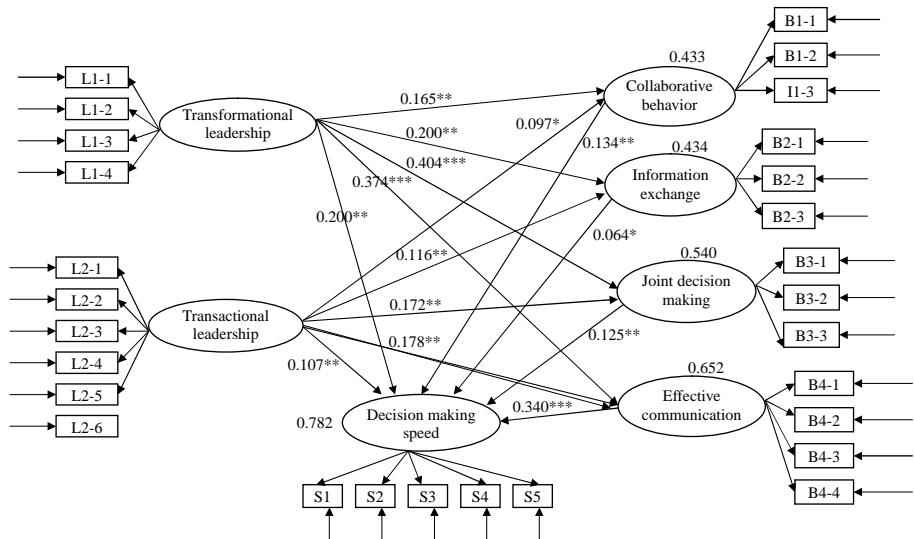 B1-1
0.433
B1-2
L1-1
Collaborative
behavior
I1-3
0.165**
L1-2
Transformational
leadership
0.097*
0.200**
0.134**
L1-3
0.434
B2-1
0.404***
L1-4
Information
exchange
B2-2
0.374***
B2-3
0.200**
0.064*
0.116**
0.540
B3-1
L2-1
Joint decision
making
L2-2
B3-2
0.172**
Transactional
leadership
L2-3
B3-3
0.125**
0.178**
L2-4
0.107**
0.652
B4-1
L2-5
Effective
communication
0.340***
B4-2
0.782
Decision making
speed
L2-6
B4-3
B4-4
S1
S2
S3
S4
S5